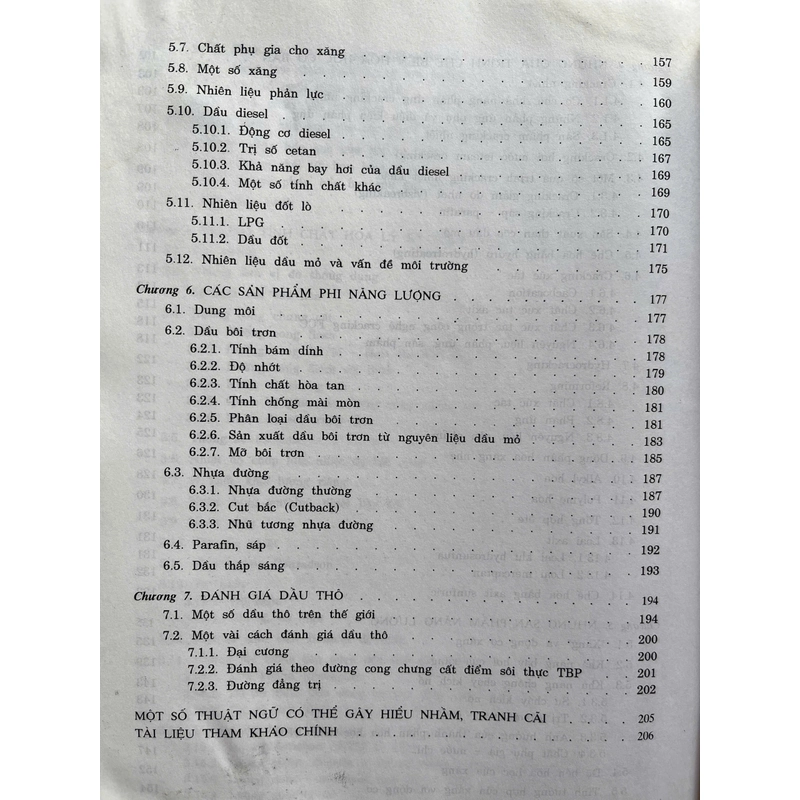 5.7. Chất phụ gia cho xăng . . . . . . . . . . . . . 157
5.8. Một số xăng . . . . . . . . . . . . . 159
5.9. Nhiên liệu phản lực . . . . . . . . . . . . . 160
5.10. Dầu diesel . . . . . . . . . . . . . 165
5.10.1. Động cơ diesel . . . . . . . . . . . . . 165
5.10.2. Trị số cetan . . . . . . . . . . . . . 167
5.10.3. Khả năng bay hơi của dầu diesel . . . . . . . . . 169
5.10.4. Một số tính chất khác . . . . . . . . . . . 169
5.11. Nhiên liệu đốt lò . . . . . . . . . . . . . 170
5.11.1. LPG . . . . . . . . . . . . . 170
5.11.2. Dầu đốt . . . . . . . . . . . . . 171
5.12. Nhiên liệu dầu mỏ và vấn đề môi trường . . . . . . . . 175
Chương 6. CÁC SẢN PHẨM PHI NĂNG LƯỢNG . . . . . . . . . 177
6.1. Dung môi . . . . . . . . . . . . . 177
6.2. Dầu bôi trơn . . . . . . . . . . . . . 178
6.2.1. Tính bám dính . . . . . . . . . . . . . 178
6.2.2. Độ nhớt . . . . . . . . . . . . . 179
6.2.3. Tính chất hòa tan . . . . . . . . . . . . . 180
6.2.4. Tính chống mài mòn . . . . . . . . . . . . 181
6.2.5. Phân loại dầu bôi trơn . . . . . . . . . . . 181
6.2.6. Sản xuất dầu bôi trơn từ nguyên liệu dầu mỏ . . . . . . 183
6.2.7. Mỡ bôi trơn . . . . . . . . . . . . . 185
6.3. Nhựa đường . . . . . . . . . . . . . 187
6.3.1. Nhựa đường thường . . . . . . . . . . . . 187
6.3.2. Cut bắc (Cutback) . . . . . . . . . . . . 190
6.3.3. Nhũ tương nhựa đường . . . . . . . . . . . 191
6.4. Parafin, sáp . . . . . . . . . . . . . 192
6.5. Dầu thắp sáng . . . . . . . . . . . . . 193
Chương 7. ĐÁNH GIÁ DẦU THÔ . . . . . . . . . . . . . 194
7.1. Một số dầu thô trên thế giới . . . . . . . . . . . 194
7.2. Một vài cách đánh giá dầu thô . . . . . . . . . . 200
7.1.1. Đại cương . . . . . . . . . . . . . 200
7.2.2. Đánh giá theo đường cong chưng cất điểm sôi thực TBP . . . 201
7.2.3. Đường đẳng trị . . . . . . . . . . . . . 202
MỘT SỐ THUẬT NGỮ CÓ THỂ GÂY HIỂU NHẦM, TRANH CÃI . . . . 205
TÀI LIỆU THAM KHẢO CHÍNH . . . . . . . . . . . . . 206